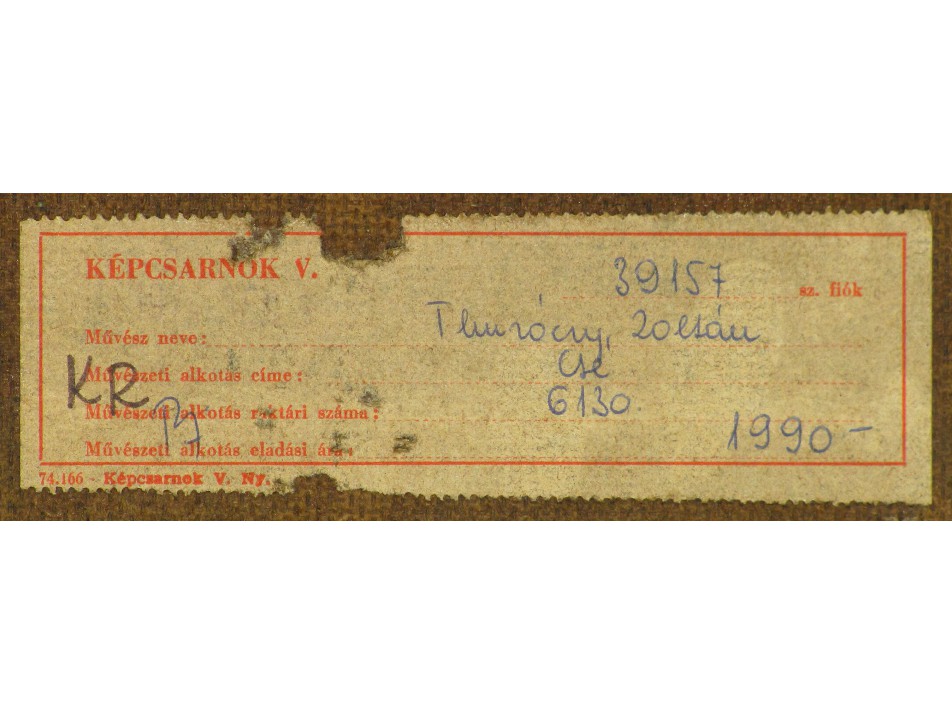 KÉPCSARNOK V.
39157 sz. fiók
Művész neve: Thuróczy, Zoltán
Művészeti alkotás címe: Este
KR
Művészeti alkotás raktári száma: 6130.
Művészeti alkotás eladási ára: 1990-
74.166 - Képcsarnok V. Ny.